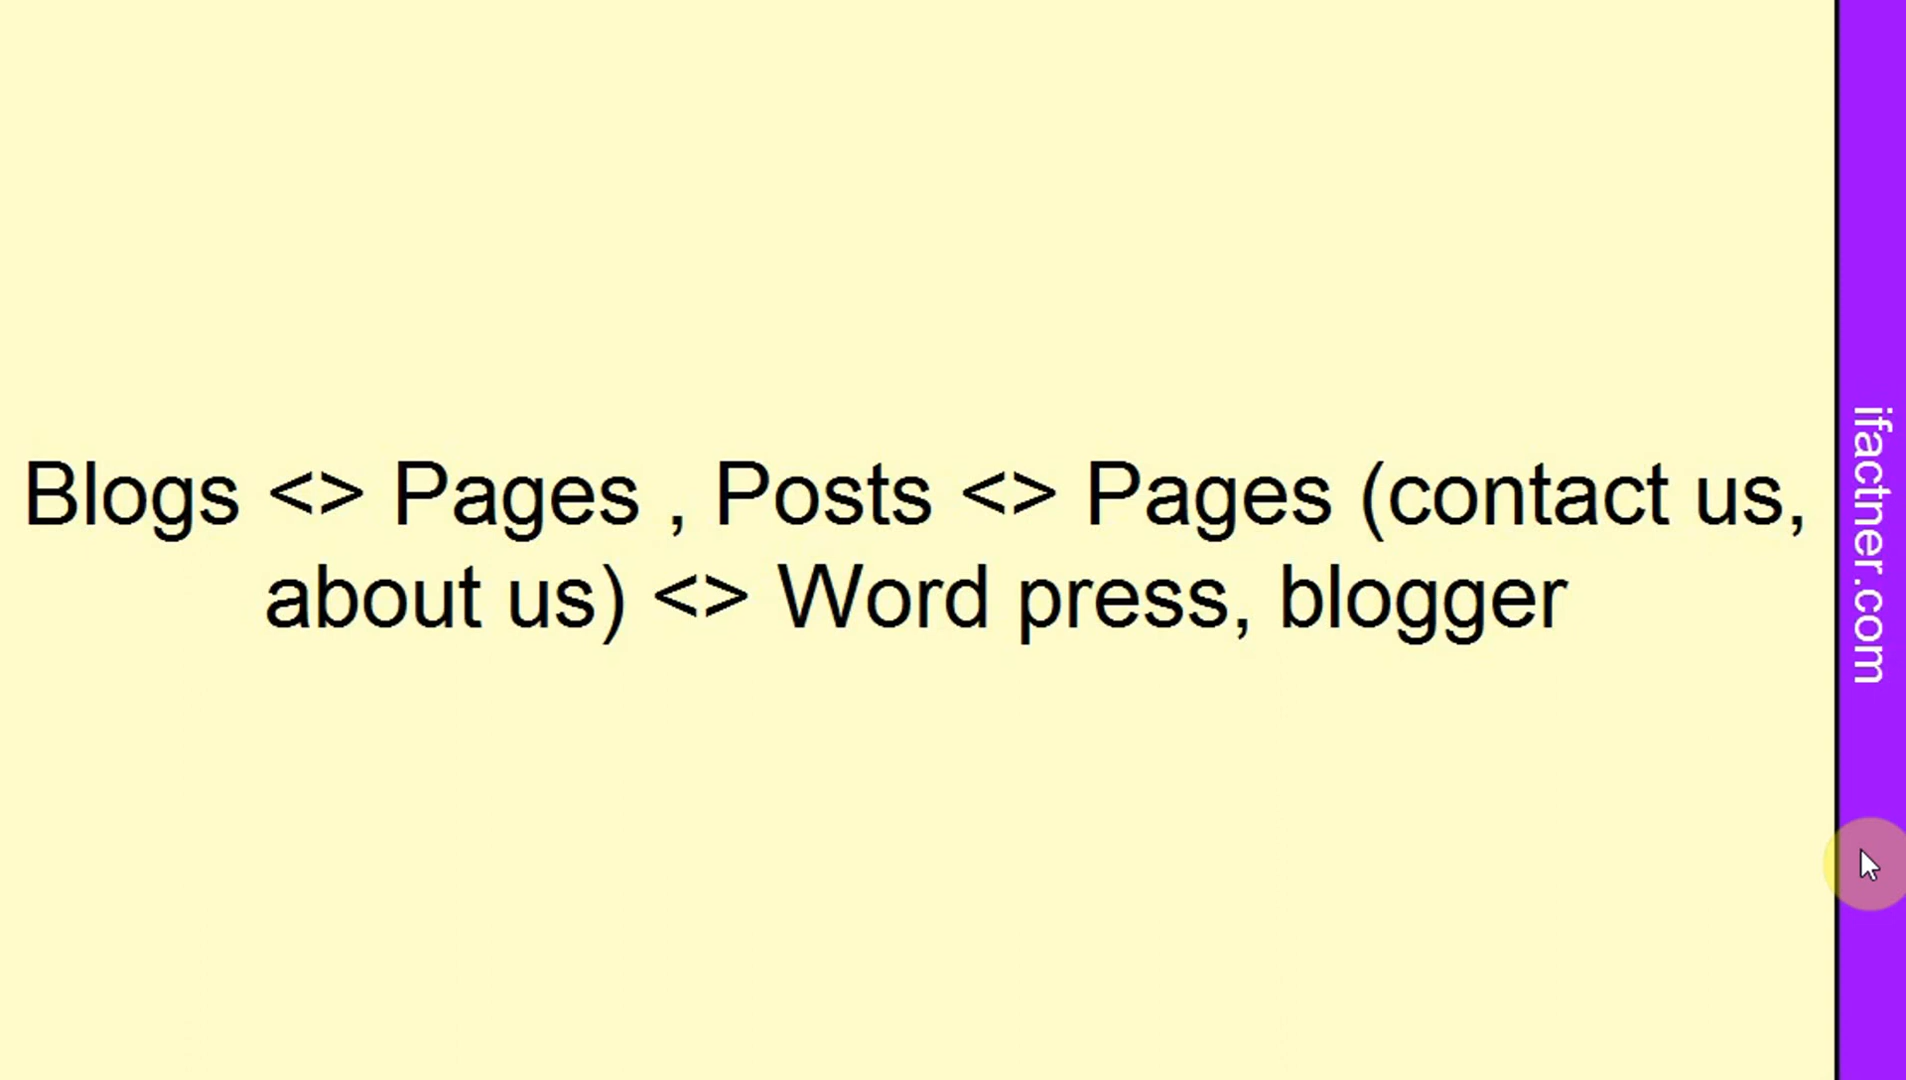 Blogs <> Pages , Posts <> Pages (contact us,
about us) <> Word press, blogger
ifactner.com